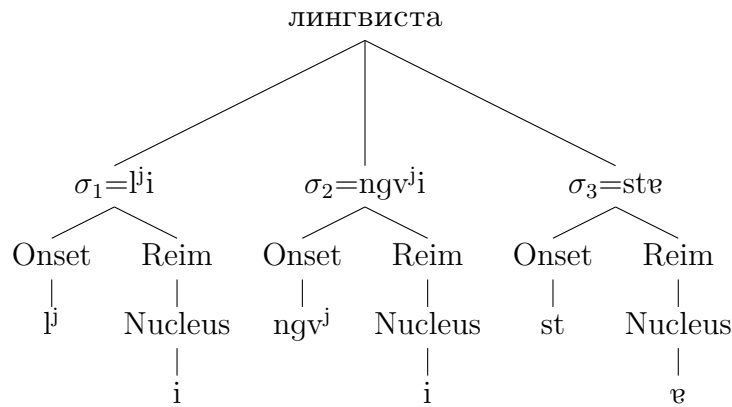 лингвиста
σ₁=lʲi σ₂=ngvʲi σ₃=stɐ
Onset Reim Onset Reim Onset Reim
lʲ Nucleus ngvʲ Nucleus st Nucleus
i i ɐ